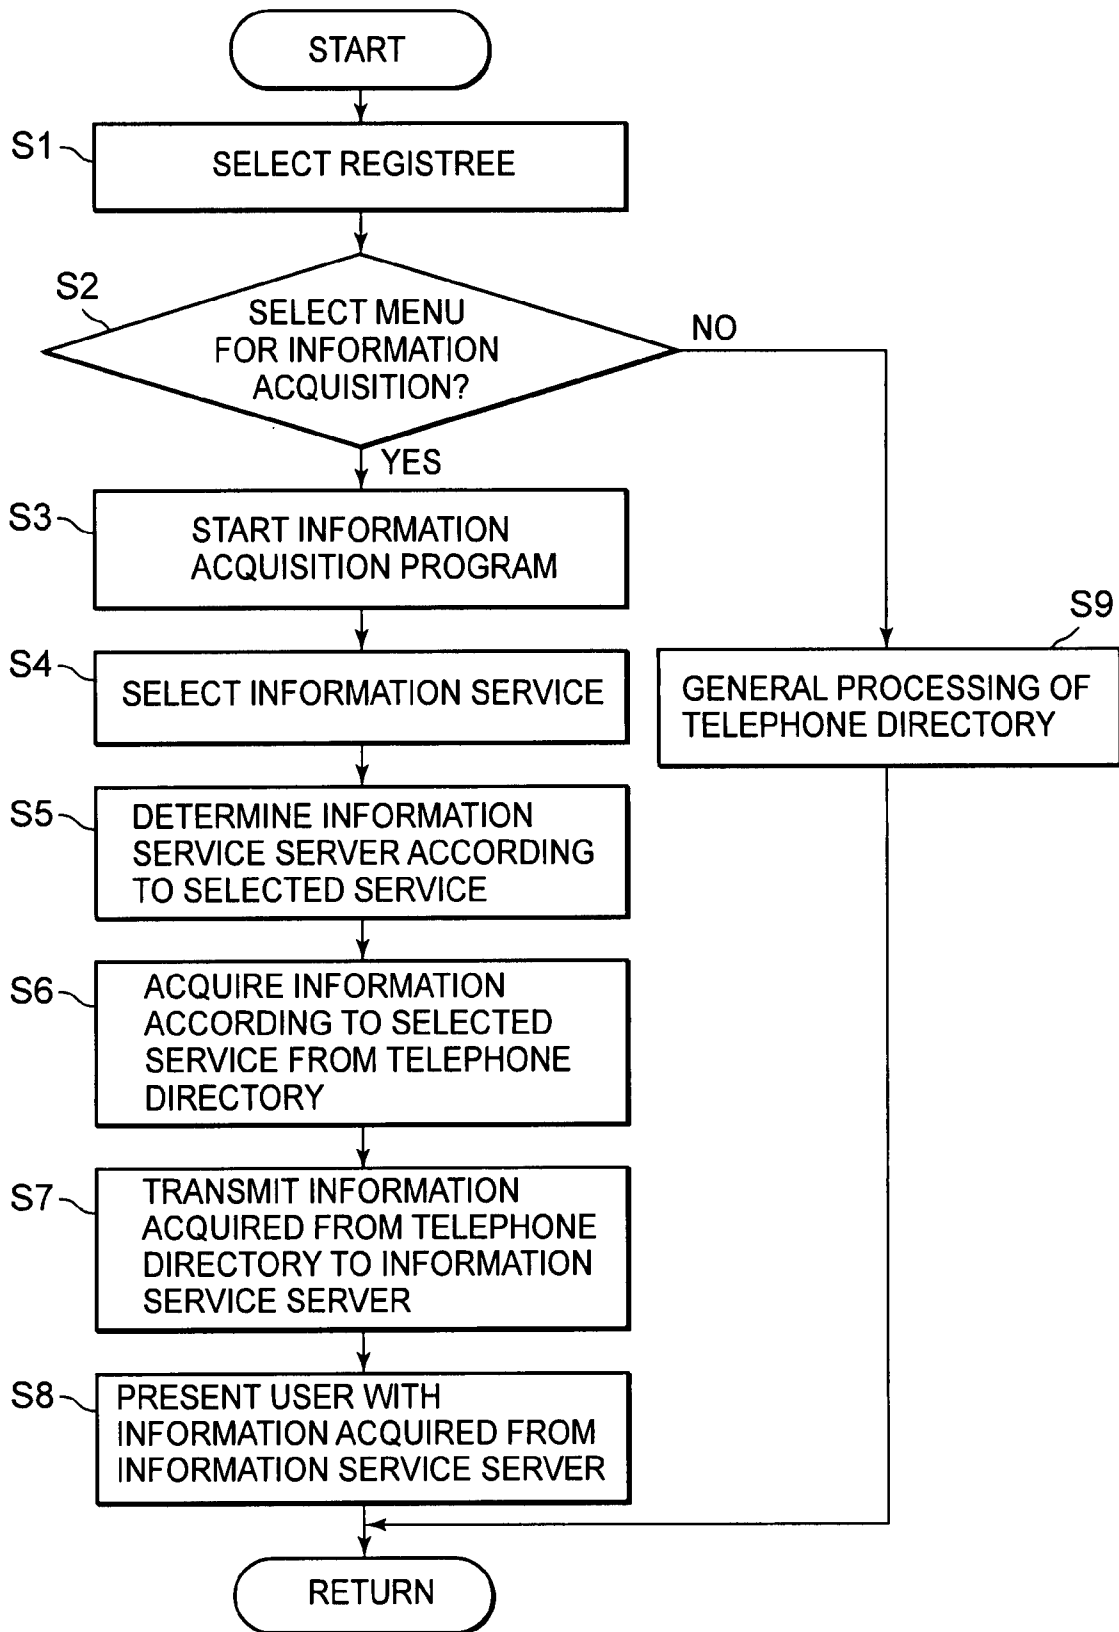 START
S1
SELECT REGISTREE
S2
SELECT MENU
FOR INFORMATION
ACQUISITION?
NO
YES
S3
START INFORMATION
ACQUISITION PROGRAM
S4
SELECT INFORMATION SERVICE
S9
GENERAL PROCESSING OF
TELEPHONE DIRECTORY
S5
DETERMINE INFORMATION
SERVICE SERVER ACCORDING
TO SELECTED SERVICE
S6
ACQUIRE INFORMATION
ACCORDING TO SELECTED
SERVICE FROM TELEPHONE
DIRECTORY
S7
TRANSMIT INFORMATION
ACQUIRED FROM TELEPHONE
DIRECTORY TO INFORMATION
SERVICE SERVER
S8
PRESENT USER WITH
INFORMATION ACQUIRED FROM
INFORMATION SERVICE SERVER
RETURN